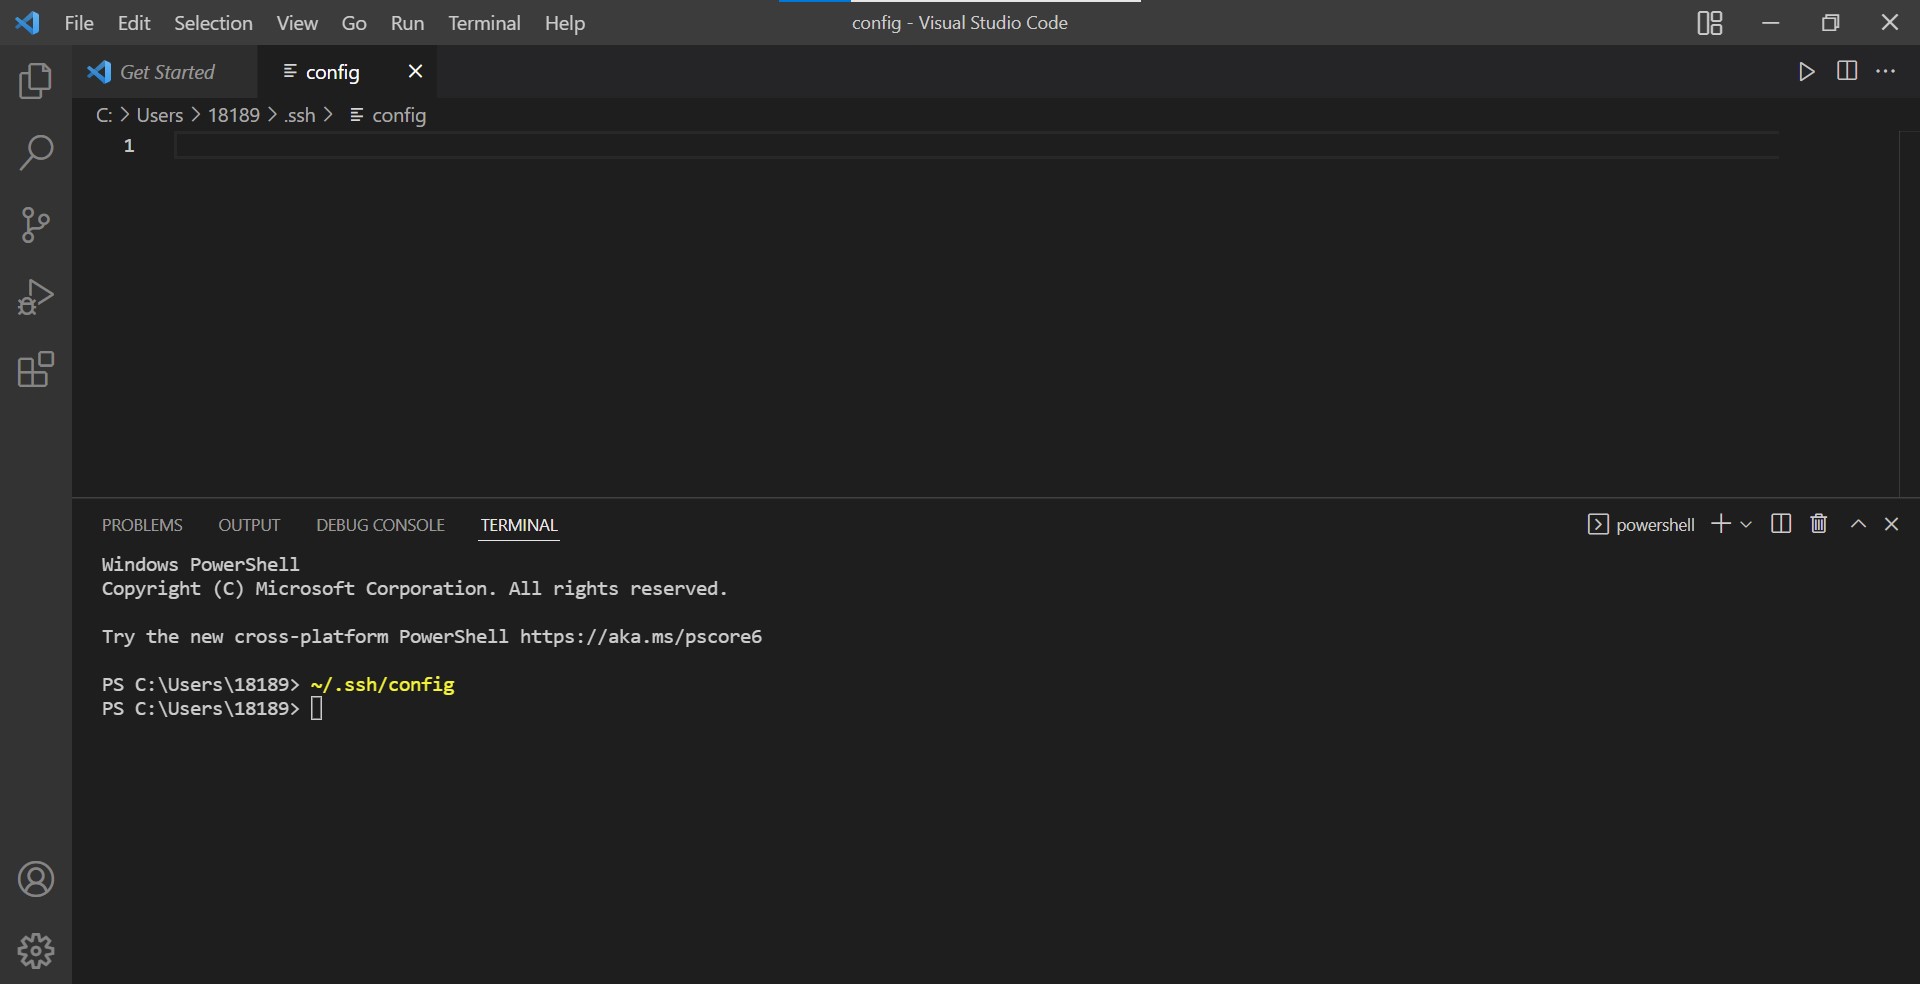 File Edit Selection View Go Run Terminal Help config - Visual Studio Code
Get Started config
C: > Users > 18189 > .ssh > config
1
PROBLEMS OUTPUT DEBUG CONSOLE TERMINAL powershell
Windows PowerShell
Copyright (C) Microsoft Corporation. All rights reserved.
Try the new cross-platform PowerShell https://aka.ms/pscore6
PS C:\Users\18189> ~/.ssh/config
PS C:\Users\18189>